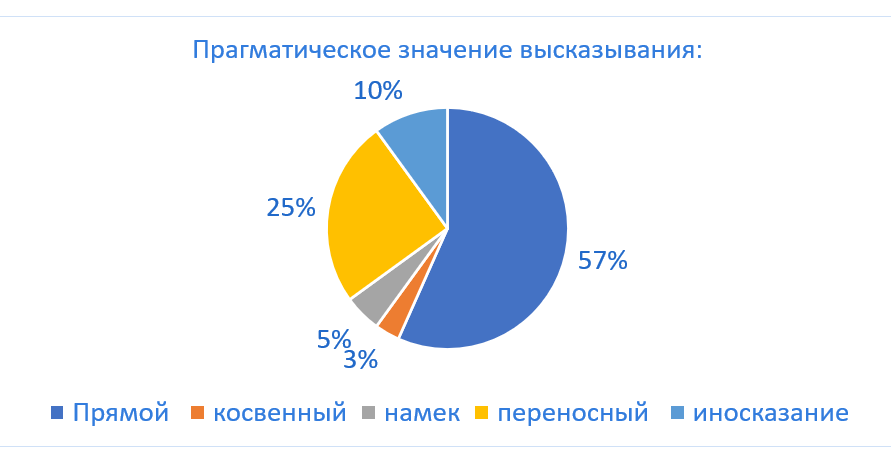 Прагматическое значение высказывания:
10%
25%
57%
5%
3%
Прямой косвенный намек переносный иносказание